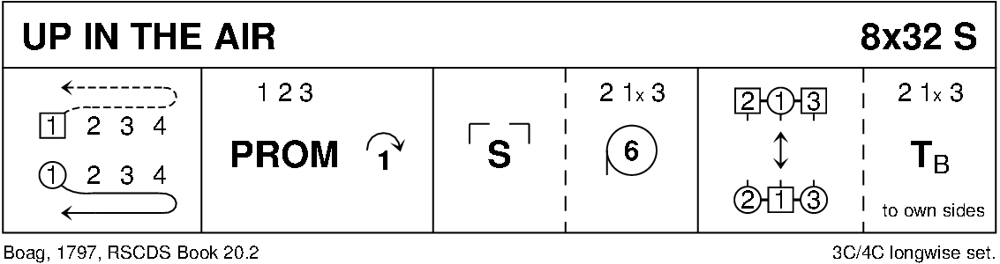 UP IN THE AIR 8x32 S
1 2 3 2 1x 3 2 1 3 2 1x 3
1 2 3 4
PROM 1 S 6 TB
1 2 3 4
2 1 3
to own sides
Boag, 1797, RSCDS Book 20.2 3C/4C longwise set.